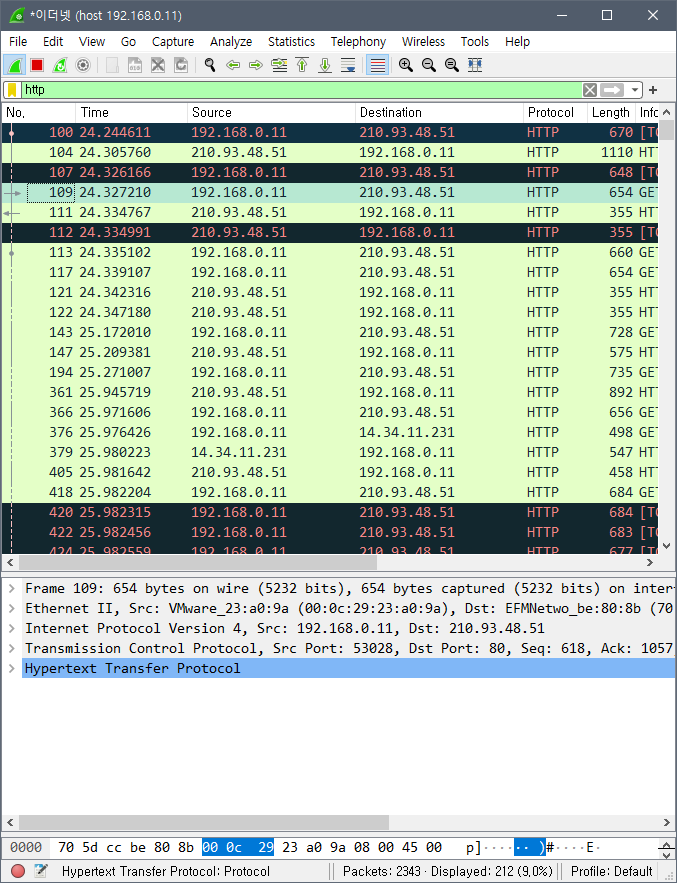 *이더넷 (host 192.168.0.11)
File Edit View Go Capture Analyze Statistics Telephony Wireless Tools Help
http
No. Time Source Destination Protocol Length Info
100 24.244611 192.168.0.11 210.93.48.51 HTTP 670 [TC
104 24.305760 210.93.48.51 192.168.0.11 HTTP 1110 HTT
107 24.326166 192.168.0.11 210.93.48.51 HTTP 648 [TC
109 24.327210 192.168.0.11 210.93.48.51 HTTP 654 GET
111 24.334767 210.93.48.51 192.168.0.11 HTTP 355 HTT
112 24.334991 210.93.48.51 192.168.0.11 HTTP 355 [TC
113 24.335102 192.168.0.11 210.93.48.51 HTTP 660 GET
117 24.339107 192.168.0.11 210.93.48.51 HTTP 654 GET
121 24.342316 210.93.48.51 192.168.0.11 HTTP 355 HTT
122 24.347180 210.93.48.51 192.168.0.11 HTTP 355 HTT
143 25.172010 192.168.0.11 210.93.48.51 HTTP 728 GET
147 25.209381 210.93.48.51 192.168.0.11 HTTP 575 HTT
194 25.271007 192.168.0.11 210.93.48.51 HTTP 735 GET
361 25.945719 210.93.48.51 192.168.0.11 HTTP 892 HTT
366 25.971606 192.168.0.11 210.93.48.51 HTTP 656 GET
376 25.976426 192.168.0.11 14.34.11.231 HTTP 498 GET
379 25.980223 14.34.11.231 192.168.0.11 HTTP 547 HTT
405 25.981642 210.93.48.51 192.168.0.11 HTTP 458 HTT
418 25.982204 192.168.0.11 210.93.48.51 HTTP 684 GET
420 25.982315 192.168.0.11 210.93.48.51 HTTP 684 [TC
422 25.982456 192.168.0.11 210.93.48.51 HTTP 683 [TC
424 25.982559 192.168.0.11 210.93.48.51 HTTP 677 [TC
Frame 109: 654 bytes on wire (5232 bits), 654 bytes captured (5232 bits) on inter
Ethernet II, Src: VMware_23:a0:9a (00:0c:29:23:a0:9a), Dst: EFMNetwo_be:80:8b (70
Internet Protocol Version 4, Src: 192.168.0.11, Dst: 210.93.48.51
Transmission Control Protocol, Src Port: 53028, Dst Port: 80, Seq: 618, Ack: 1057
Hypertext Transfer Protocol
0000 70 5d cc be 80 8b 00 0c 29 23 a0 9a 08 00 45 00 p]······ )#····E·
Hypertext Transfer Protocol: Protocol Packets: 2343 · Displayed: 212 (9,0%) Profile: Default